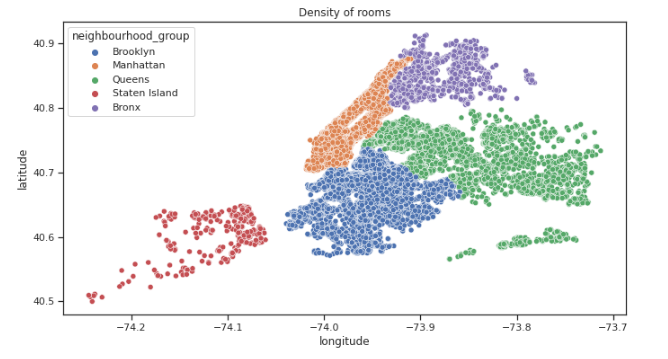 Density of rooms
neighbourhood_group
Brooklyn
Manhattan
Queens
Staten Island
Bronx
latitude
40.9
40.8
40.7
40.6
40.5
−74.2 −74.1 −74.0 −73.9 −73.8 −73.7
longitude